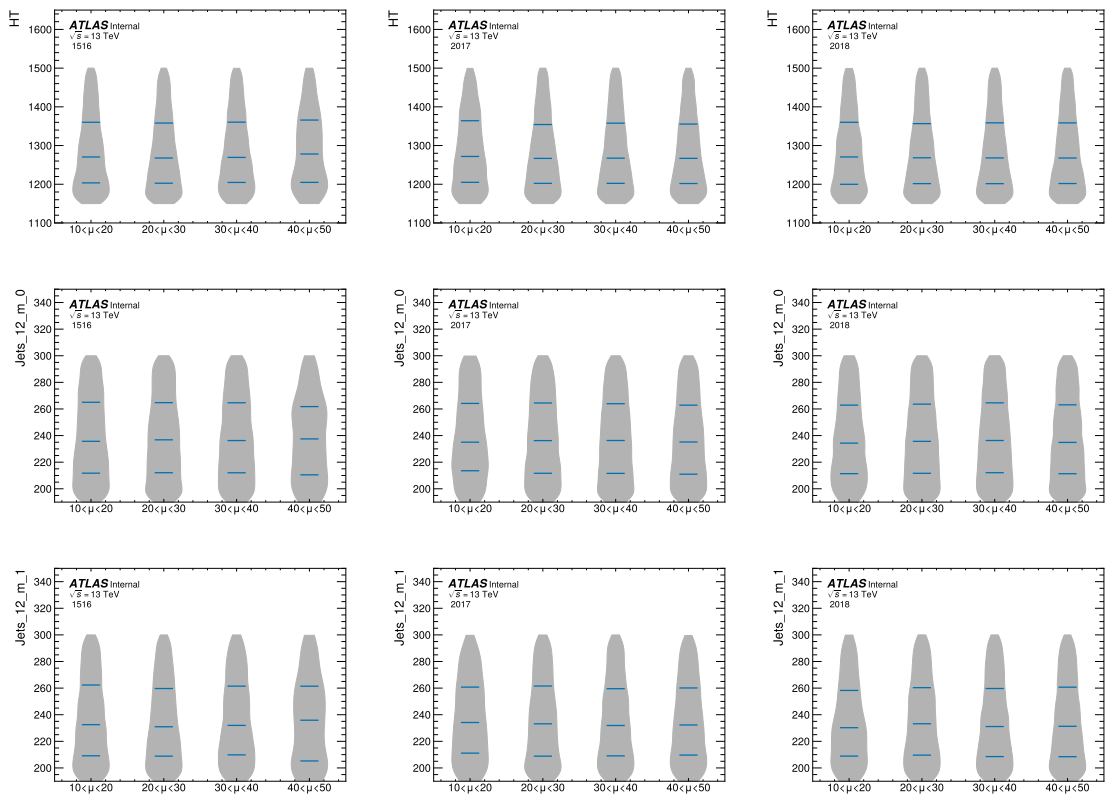 HT
ATLAS Internal
√s = 13 TeV
1516
1600
1500
1400
1300
1200
1100
10<μ<20 20<μ<30 30<μ<40 40<μ<50
HT
ATLAS Internal
√s = 13 TeV
2017
1600
1500
1400
1300
1200
1100
10<μ<20 20<μ<30 30<μ<40 40<μ<50
HT
ATLAS Internal
√s = 13 TeV
2018
1600
1500
1400
1300
1200
1100
10<μ<20 20<μ<30 30<μ<40 40<μ<50
Jets_12_m_0
ATLAS Internal
√s = 13 TeV
1516
340
320
300
280
260
240
220
200
10<μ<20 20<μ<30 30<μ<40 40<μ<50
Jets_12_m_0
ATLAS Internal
√s = 13 TeV
2017
340
320
300
280
260
240
220
200
10<μ<20 20<μ<30 30<μ<40 40<μ<50
Jets_12_m_0
ATLAS Internal
√s = 13 TeV
2018
340
320
300
280
260
240
220
200
10<μ<20 20<μ<30 30<μ<40 40<μ<50
Jets_12_m_1
ATLAS Internal
√s = 13 TeV
1516
340
320
300
280
260
240
220
200
10<μ<20 20<μ<30 30<μ<40 40<μ<50
Jets_12_m_1
ATLAS Internal
√s = 13 TeV
2017
340
320
300
280
260
240
220
200
10<μ<20 20<μ<30 30<μ<40 40<μ<50
Jets_12_m_1
ATLAS Internal
√s = 13 TeV
2018
340
320
300
280
260
240
220
200
10<μ<20 20<μ<30 30<μ<40 40<μ<50